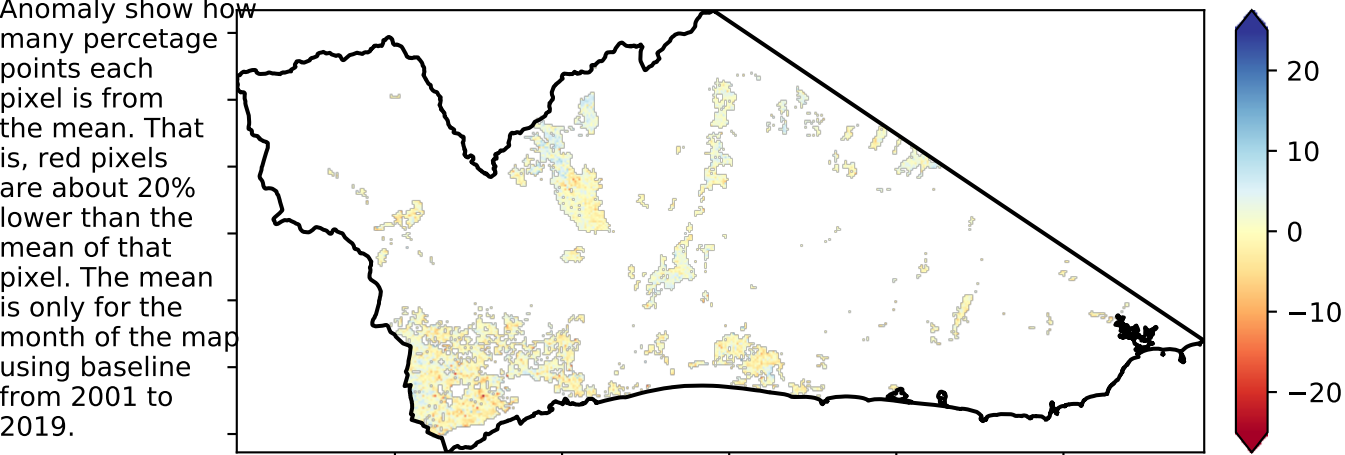 Anomaly show how
many percetage
points each
pixel is from
the mean. That
is, red pixels
are about 20%
lower than the
mean of that
pixel. The mean
is only for the
month of the map
using baseline
from 2001 to
2019.
20
10
0
−10
−20